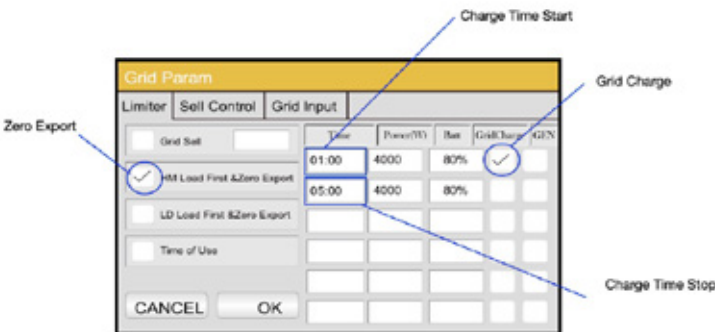 Charge Time Start
Grid Param
Grid Charge
Limiter Sell Control Grid Input
Zero Export
Grid Sell
Time Power(W) Batt GridCharge GEN
01:00 4000 80%
HM Load First &Zero Export
05:00 4000 80%
LD Load First &Zero Export
Time of Use
Charge Time Stop
CANCEL OK